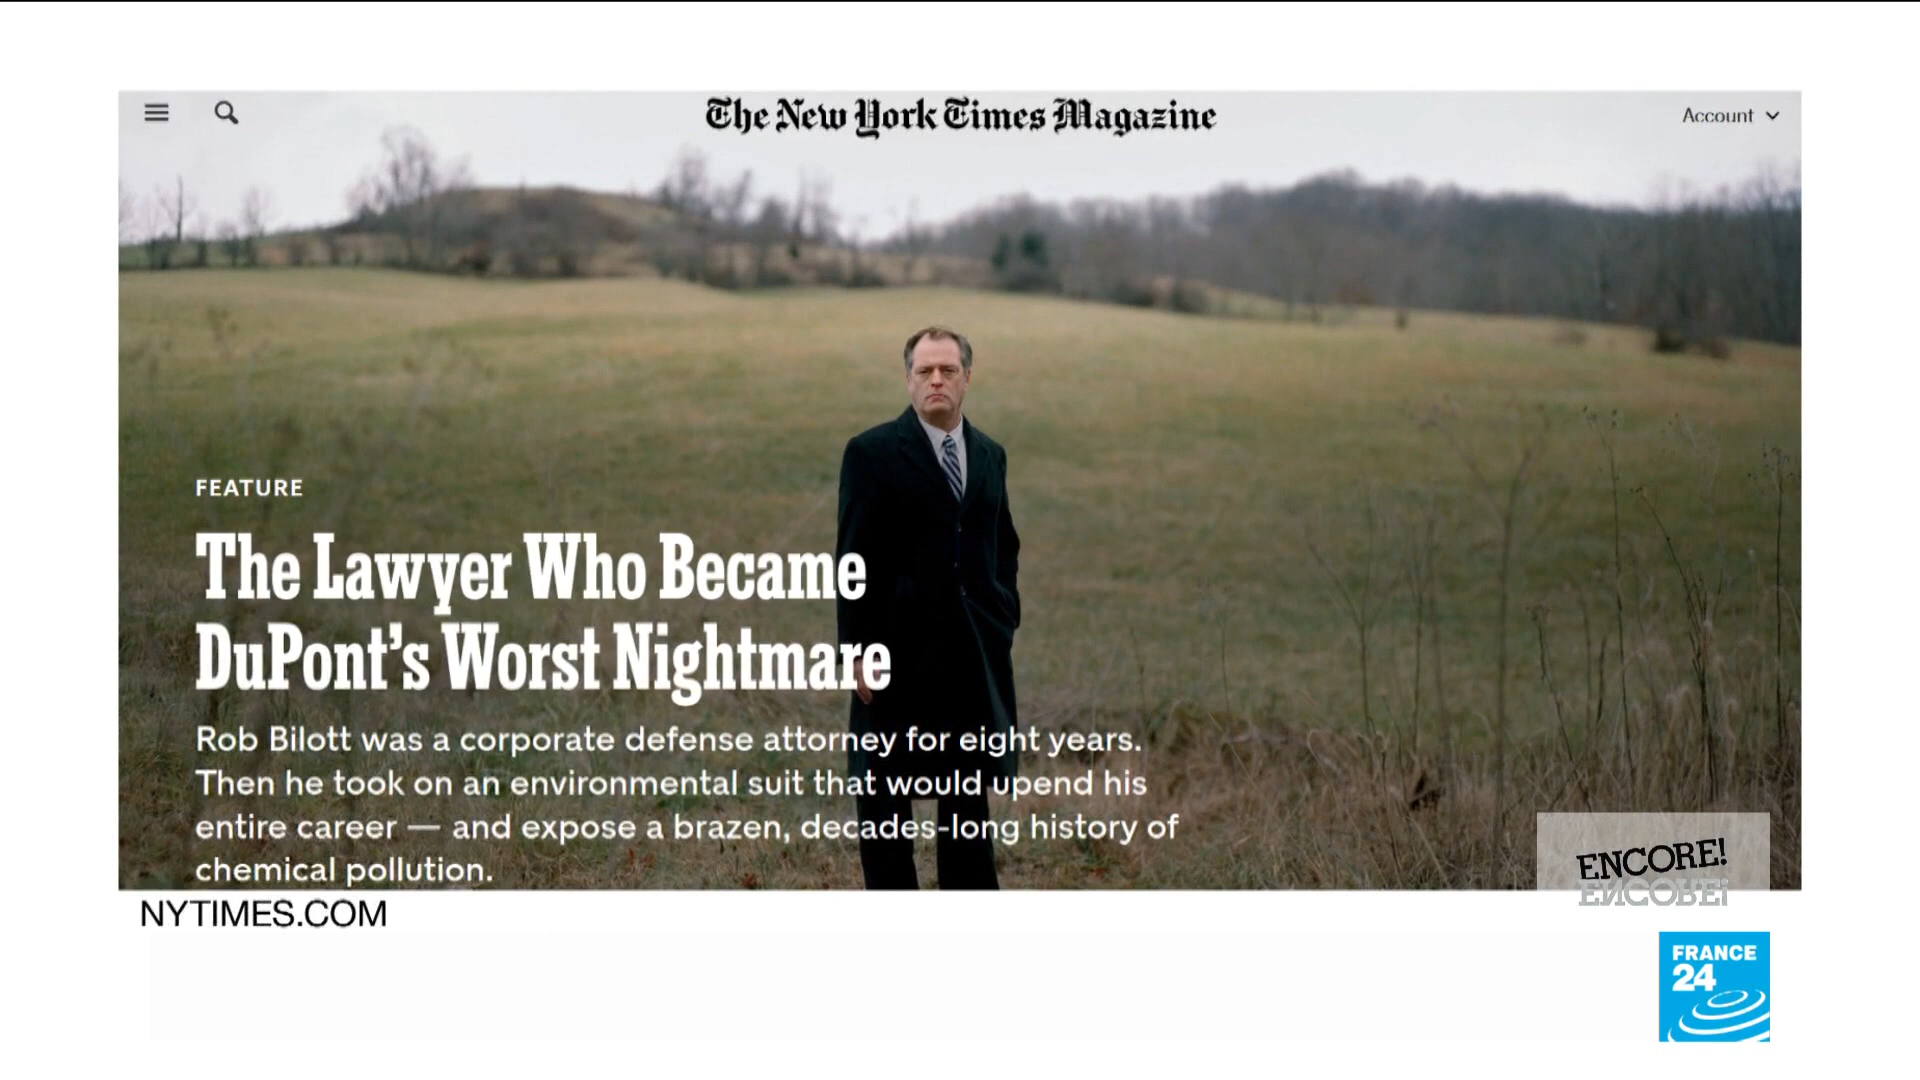 The New York Times Magazine
Account
FEATURE
The Lawyer Who Became
DuPont's Worst Nightmare
Rob Bilott was a corporate defense attorney for eight years.
Then he took on an environmental suit that would upend his
entire career — and expose a brazen, decades-long history of
chemical pollution.
ENCORE!
NYTIMES.COM
FRANCE
24